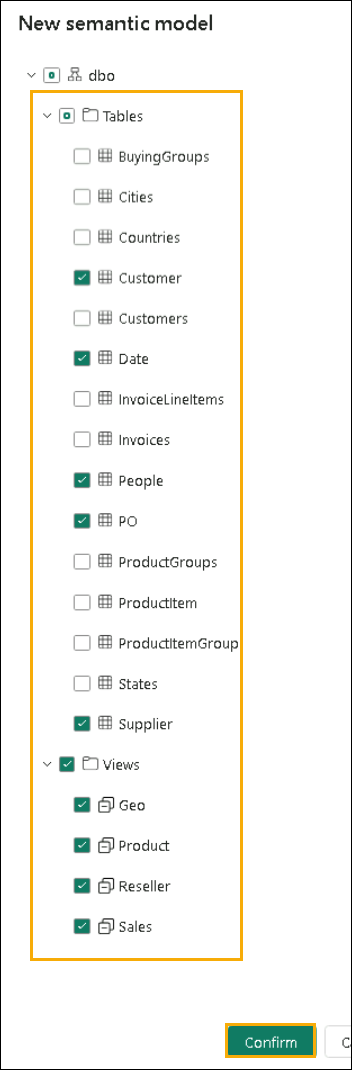 New semantic model
dbo
Tables
BuyingGroups
Cities
Countries
Customer
Customers
Date
InvoiceLineItems
Invoices
People
PO
ProductGroups
ProductItem
ProductItemGroup
States
Supplier
Views
Geo
Product
Reseller
Sales
Confirm